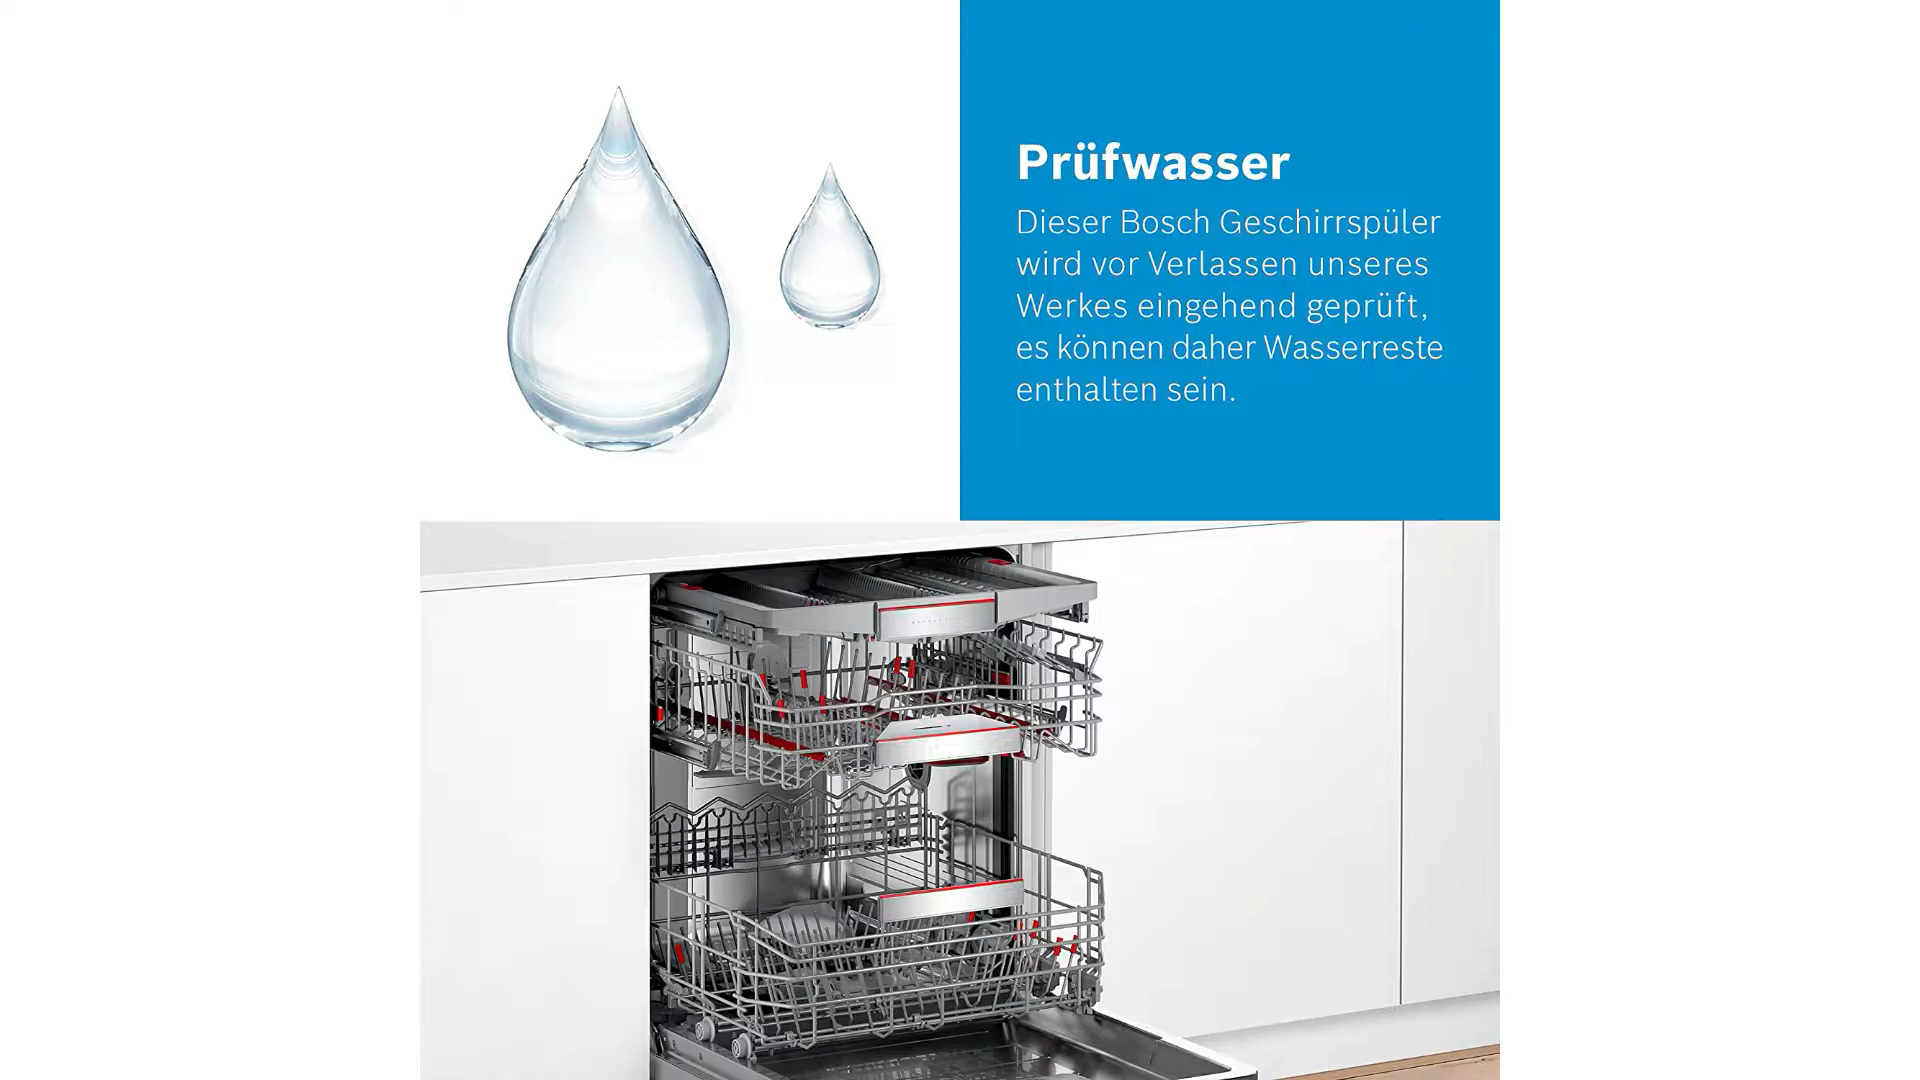 Prüfwasser
Dieser Bosch Geschirrspüler
wird vor Verlassen unseres
Werkes eingehend geprüft,
es können daher Wasserreste
enthalten sein.